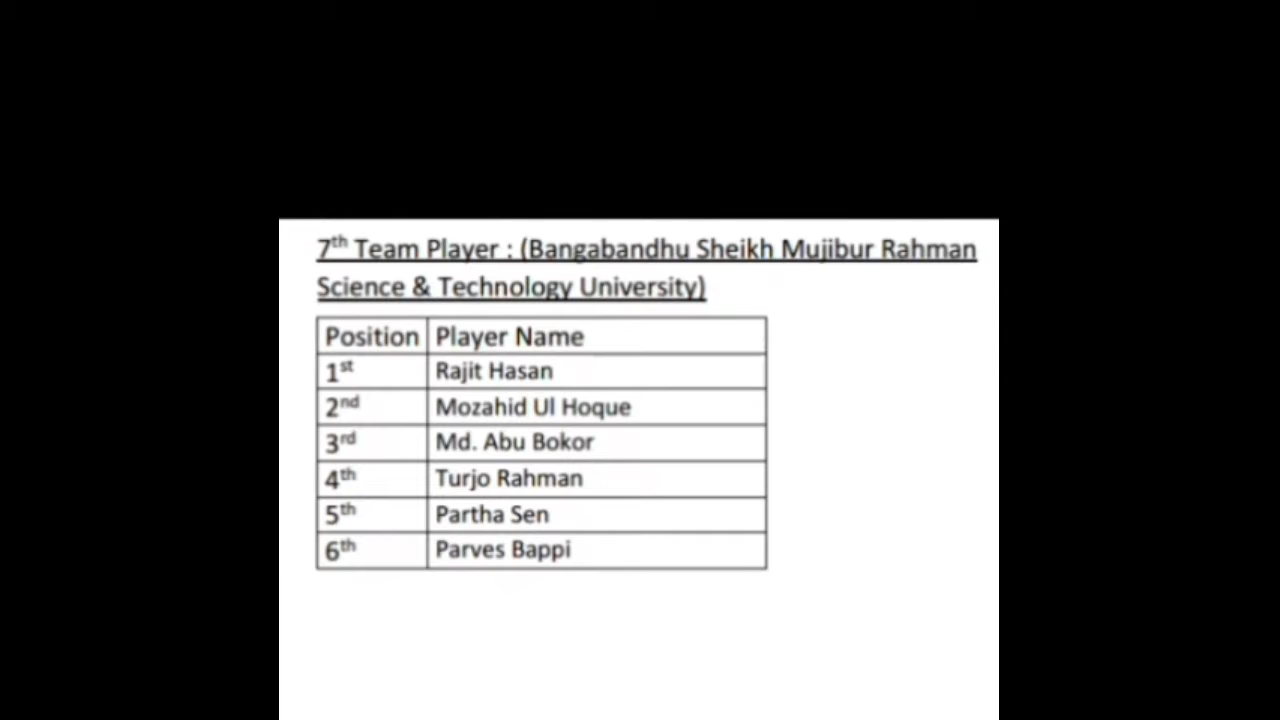 7th Team Player : (Bangabandhu Sheikh Mujibur Rahman
Science & Technology University)
Position Player Name
1st Rajit Hasan
2nd Mozahid Ul Hoque
3rd Md. Abu Bokor
4th Turjo Rahman
5th Partha Sen
6th Parves Bappi